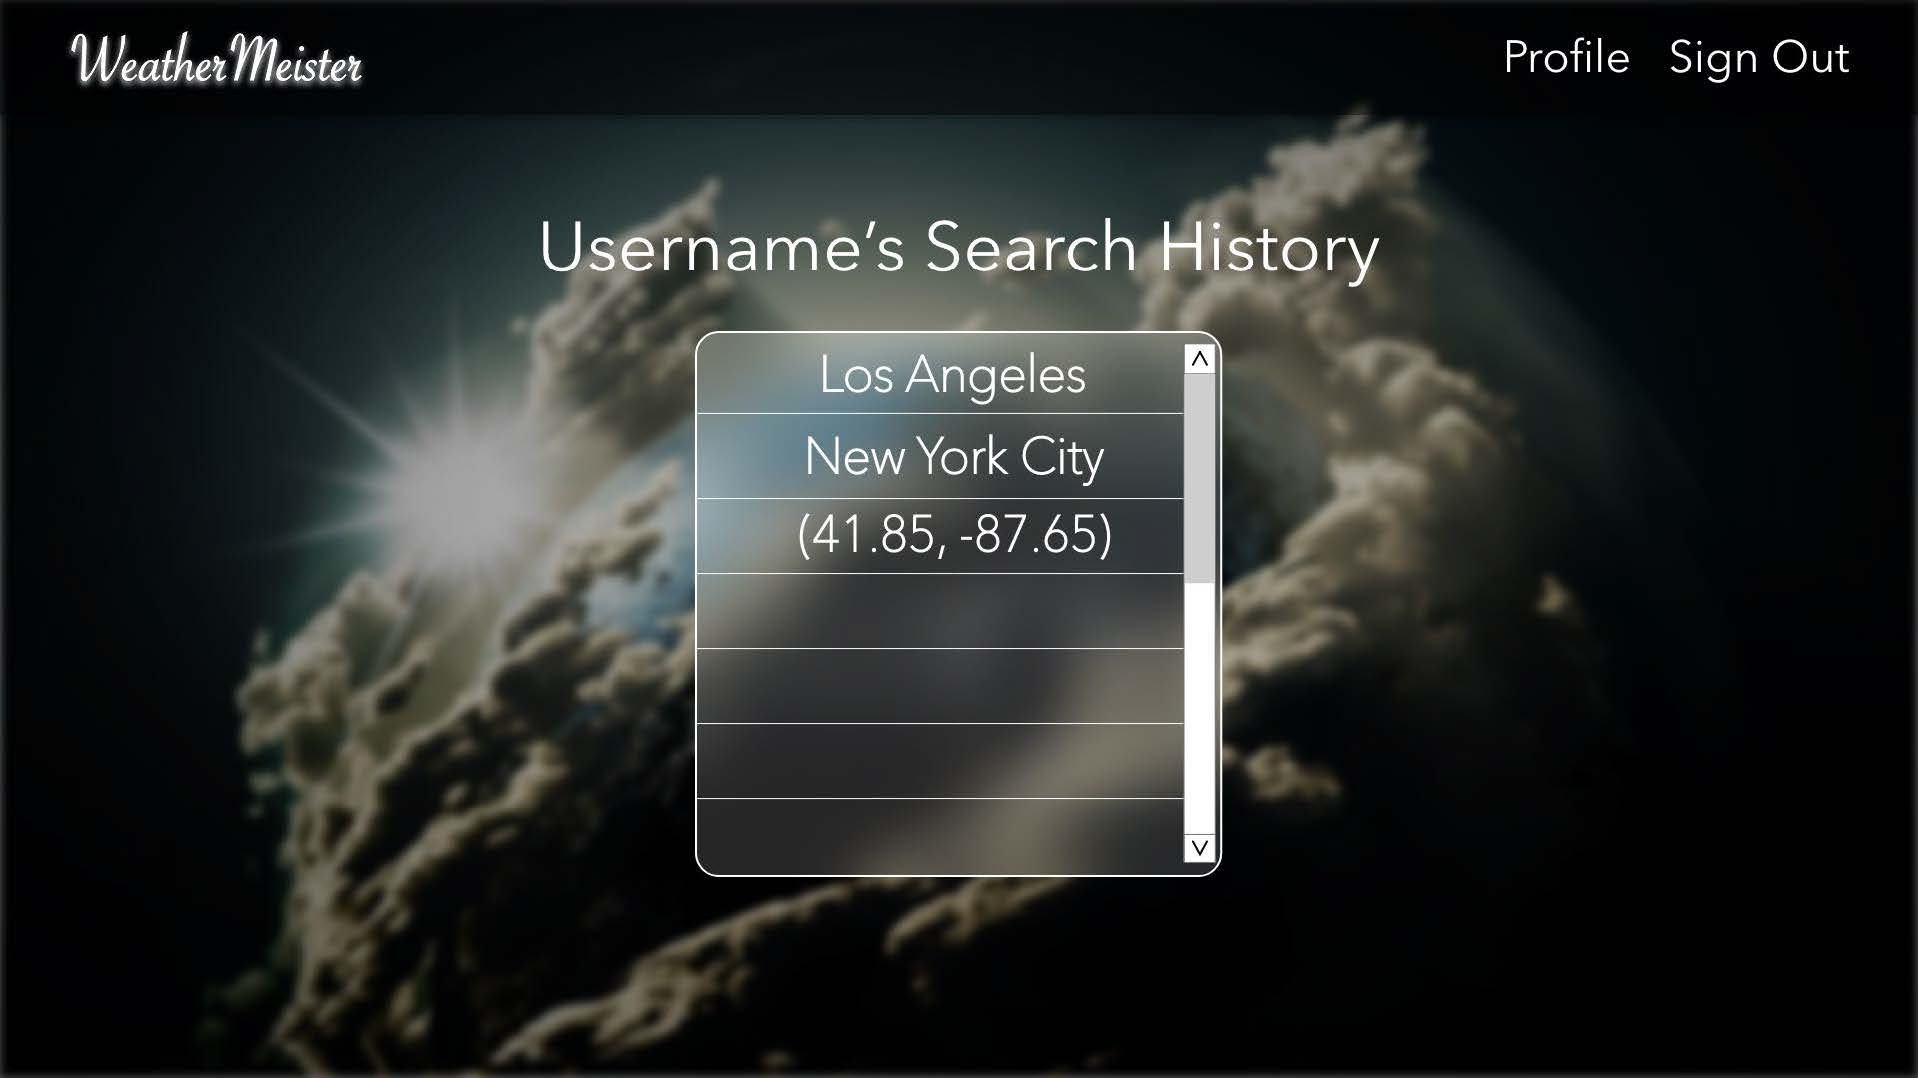 WeatherMeister
Profile Sign Out
Username’s Search History
Los Angeles
New York City
(41.85, -87.65)